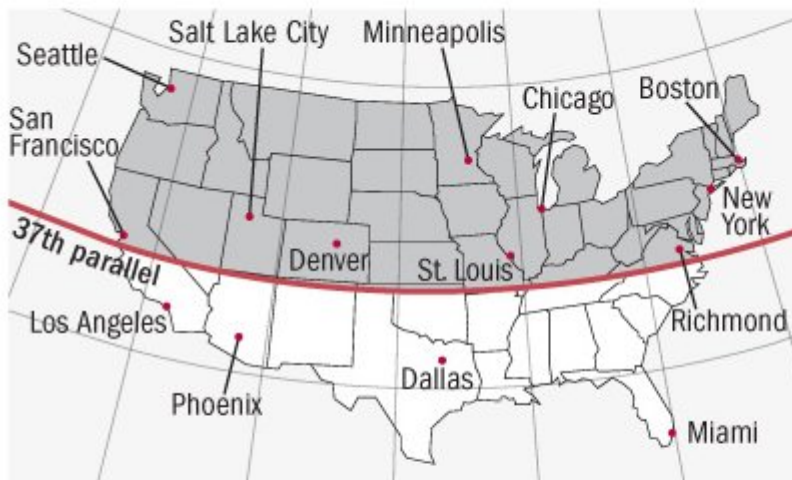 Salt Lake City
Minneapolis
Seattle
Chicago
Boston
San
Francisco
New
York
37th parallel
Denver
St. Louis
Los Angeles
Richmond
Dallas
Phoenix
Miami